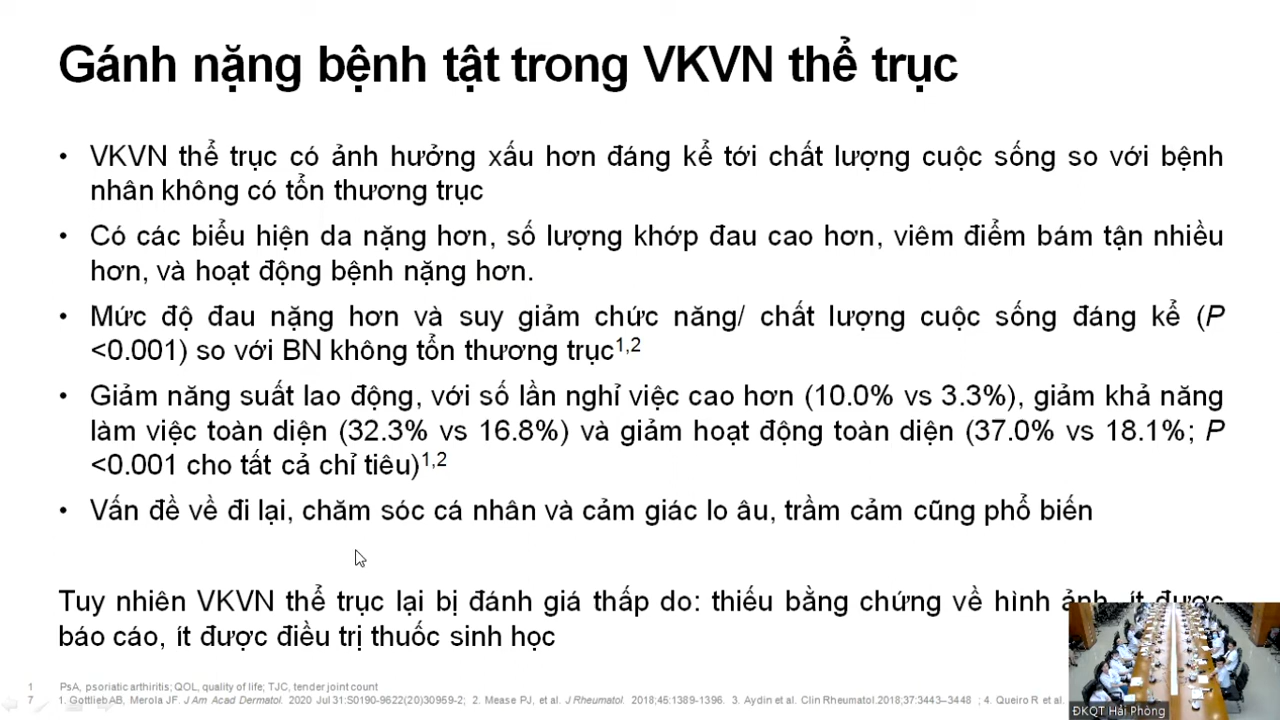 Gánh nặng bệnh tật trong VKVN thể trục
• VKVN thể trục có ảnh hưởng xấu hơn đáng kể tới chất lượng cuộc sống so với bệnh
nhân không có tổn thương trục
• Có các biểu hiện da nặng hơn, số lượng khớp đau cao hơn, viêm điểm bám tận nhiều
hơn, và hoạt động bệnh nặng hơn.
• Mức độ đau nặng hơn và suy giảm chức năng/ chất lượng cuộc sống đáng kể (P
<0.001) so với BN không tổn thương trục1,2
• Giảm năng suất lao động, với số lần nghỉ việc cao hơn (10.0% vs 3.3%), giảm khả năng
làm việc toàn diện (32.3% vs 16.8%) và giảm hoạt động toàn diện (37.0% vs 18.1%; P
<0.001 cho tất cả chỉ tiêu)1,2
• Vấn đề về đi lại, chăm sóc cá nhân và cảm giác lo âu, trầm cảm cũng phổ biến
Tuy nhiên VKVN thể trục lại bị đánh giá thấp do: thiếu bằng chứng về hình ảnh, ít được
báo cáo, ít được điều trị thuốc sinh học
1 PsA, psoriatic arthiritis; QOL, quality of life; TJC, tender joint count
7 1. GottliebAB, Merola JF. J Am Acad Dermatol. 2020 Jul 31:S0190-9622(20)30959-2; 2. Mease PJ, et al. J Rheumatol. 2018;45:1389-1396. 3. Aydin et al. Clin Rheumatol.2018;37:3443–3448 ; 4. Queiro R et al.
ĐKQT Hải Phòng